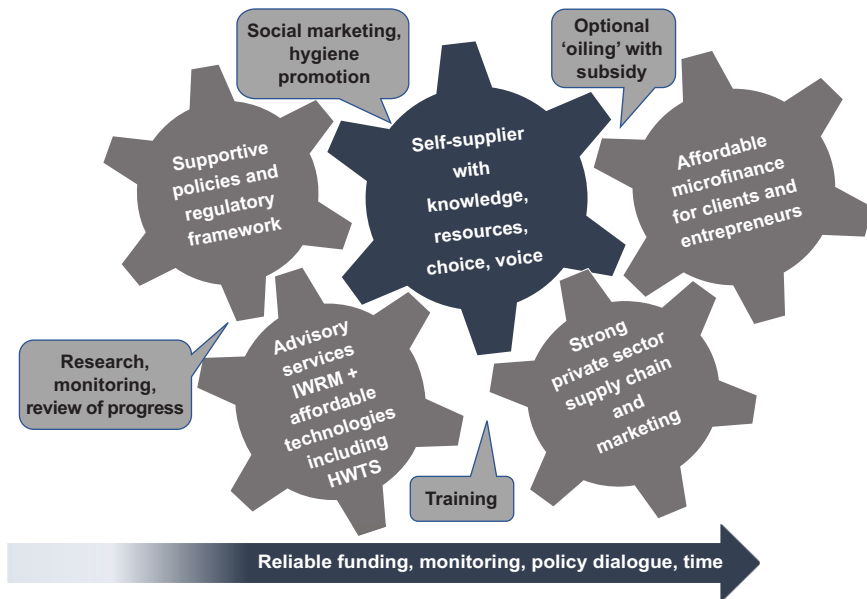 Social marketing,
hygiene
promotion
Optional
‘oiling’ with
subsidy
Supportive
policies and
regulatory
framework
Self-supplier
with
knowledge,
resources,
choice, voice
Affordable
microfinance
for clients and
entrepreneurs
Research,
monitoring,
review of progress
Advisory
services
IWRM +
affordable
technologies
including
HWTS
Strong
private sector
supply chain
and
marketing
Training
Reliable funding, monitoring, policy dialogue, time